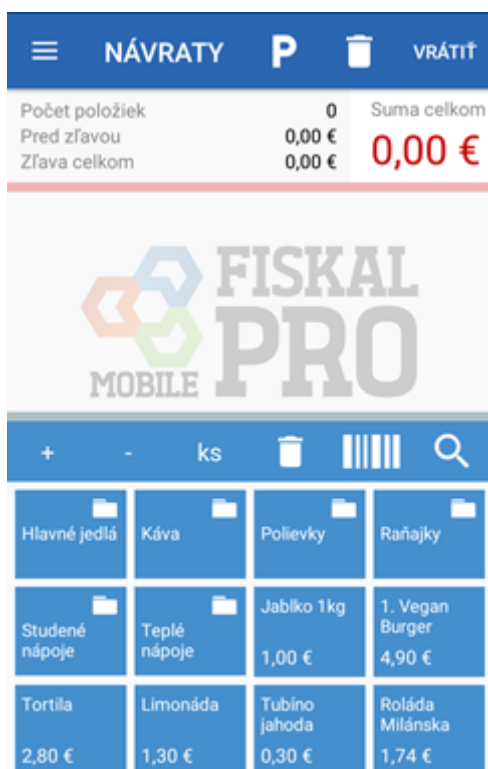 NÁVRATY P VRÁTIŤ
Počet položiek 0 Suma celkom
Pred zľavou 0,00 €
Zľava celkom 0,00 € 0,00 €
FISKAL
PRO
MOBILE
+ - ks
Hlavné jedlá Káva Polievky Raňajky
Studené nápoje
Teplé nápoje
Jablko 1kg
1,00 €
1. Vegan Burger
4,90 €
Tortila
2,80 €
Limonáda
1,30 €
Tubíno jahoda
0,30 €
Roláda Milánska
1,74 €